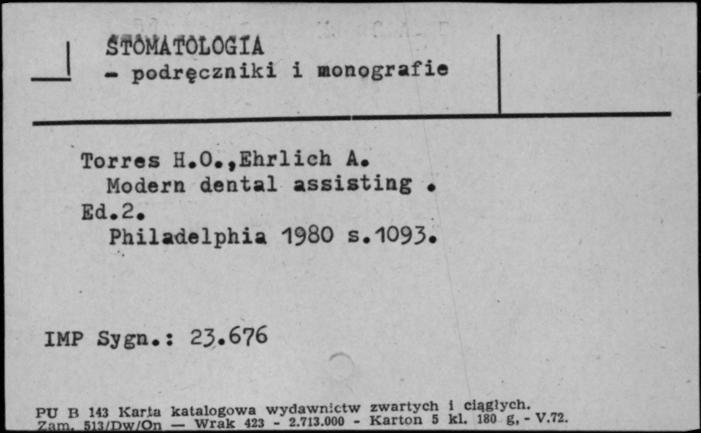 STOMATOLOGIA
- podręczniki i monografie
Torres H.O.,Ehrlich A.
Modern dental assisting .
Ed.2.
Philadelphia 1980 s.1093.
IMP Sygn.: 23.676
PU B 143 Karta katalogowa wydawnictw zwartych i ciągłych.
Zam. 513/Dw/On — Wrak 423 - 2.713.000 - Karton 5 kl. 180 g. - V.72.